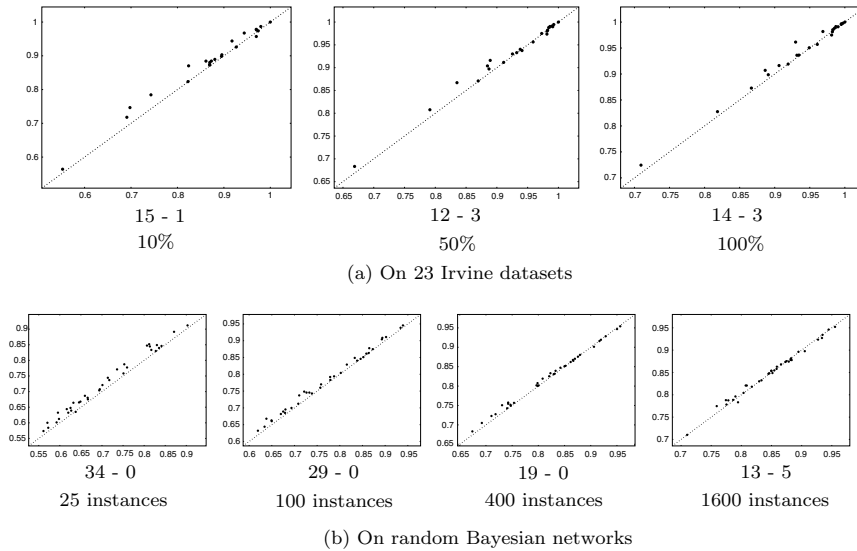 1
0.9
0.8
0.7
0.6
0.6 0.7 0.8 0.9 1
15 - 1
10%
1
0.95
0.9
0.85
0.8
0.75
0.7
0.65
0.65 0.7 0.75 0.8 0.85 0.9 0.95 1
12 - 3
50%
1
0.95
0.9
0.85
0.8
0.75
0.7
0.7 0.75 0.8 0.85 0.9 0.95 1
14 - 3
100%
(a) On 23 Irvine datasets
0.9
0.85
0.8
0.75
0.7
0.65
0.6
0.55
0.55 0.6 0.65 0.7 0.75 0.8 0.85 0.9
34 - 0
25 instances
0.95
0.9
0.85
0.8
0.75
0.7
0.65
0.6
0.6 0.65 0.7 0.75 0.8 0.85 0.9 0.95
29 - 0
100 instances
0.95
0.9
0.85
0.8
0.75
0.7
0.65
0.65 0.7 0.75 0.8 0.85 0.9 0.95
19 - 0
400 instances
0.95
0.9
0.85
0.8
0.75
0.7
0.7 0.75 0.8 0.85 0.9 0.95
13 - 5
1600 instances
(b) On random Bayesian networks